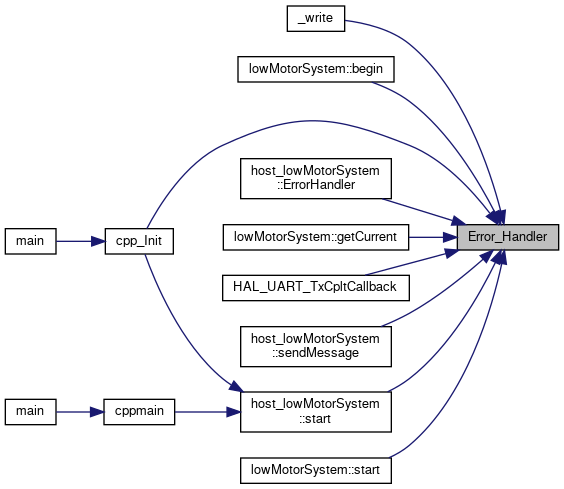 _write
lowMotorSystem::begin
host_lowMotorSystem
::ErrorHandler
main
cpp_Init
lowMotorSystem::getCurrent
Error_Handler
HAL_UART_TxCpltCallback
host_lowMotorSystem
::sendMessage
main
cppmain
host_lowMotorSystem
::start
lowMotorSystem::start